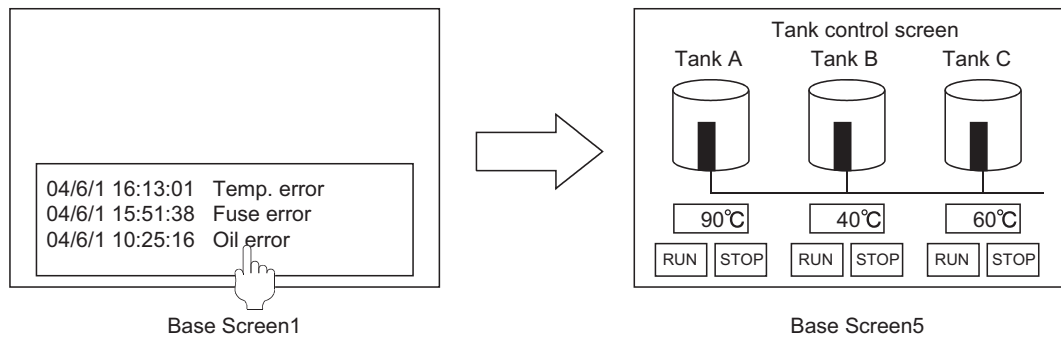 04/6/1 16:13:01 Temp. error
04/6/1 15:51:38 Fuse error
04/6/1 10:25:16 Oil error
Base Screen1
Tank control screen
Tank A Tank B Tank C
90℃ 40℃ 60℃
RUN STOP RUN STOP RUN STOP
Base Screen5